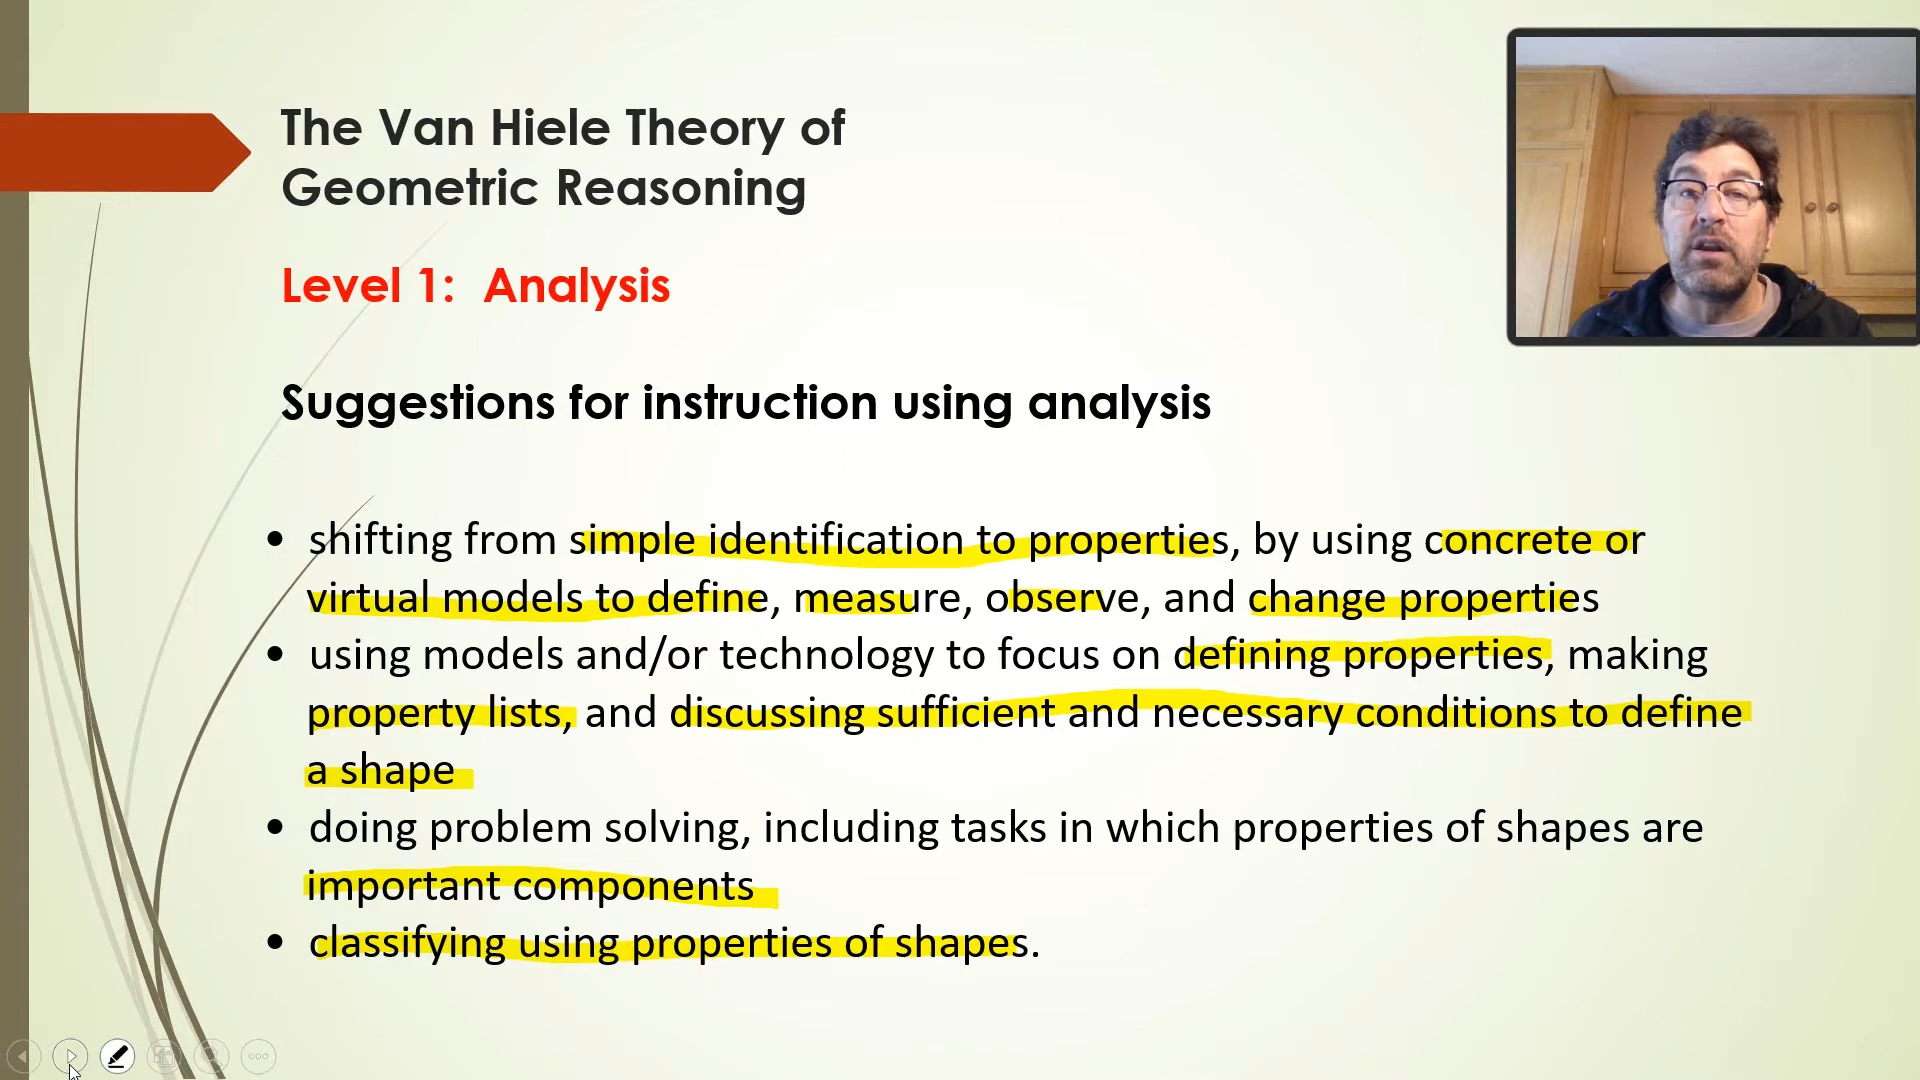 The Van Hiele Theory of
Geometric Reasoning
Level 1: Analysis
Suggestions for instruction using analysis
• shifting from simple identification to properties, by using concrete or
virtual models to define, measure, observe, and change properties
• using models and/or technology to focus on defining properties, making
property lists, and discussing sufficient and necessary conditions to define
a shape
• doing problem solving, including tasks in which properties of shapes are
important components
• classifying using properties of shapes.